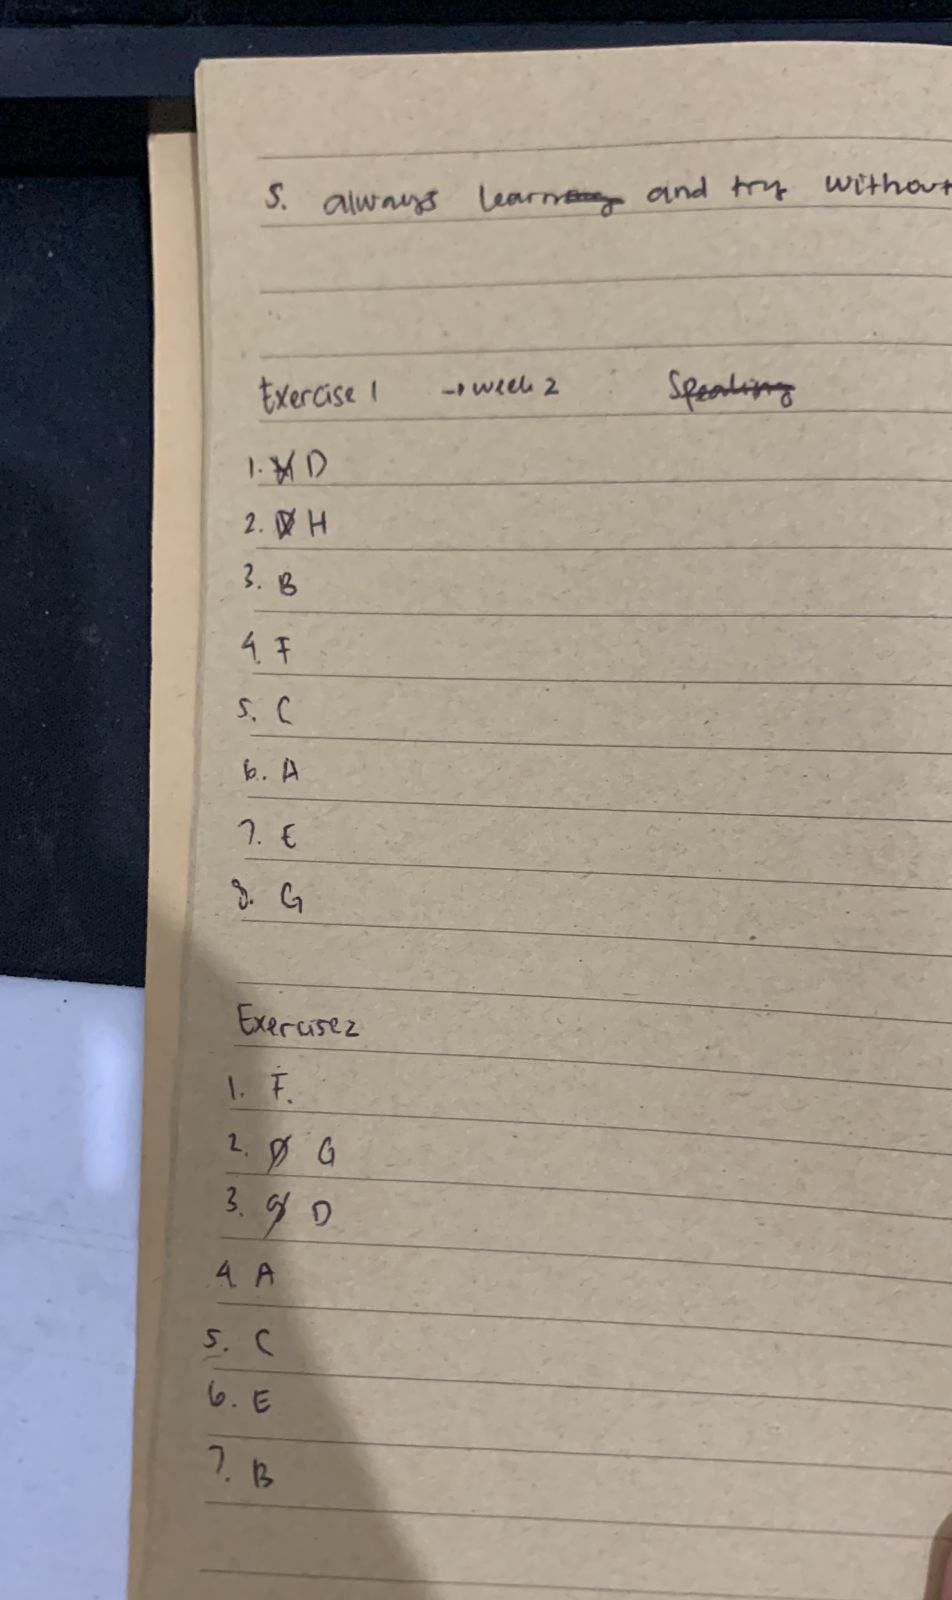 5. always learn and try without
Exercise 1 → week 2 Speaking
1. D
2. H
3. B
4. F
5. C
6. A
7. E
8. G
Exercise 2
1. F.
2. G
3. D
4. A
5. C
6. E
7. B